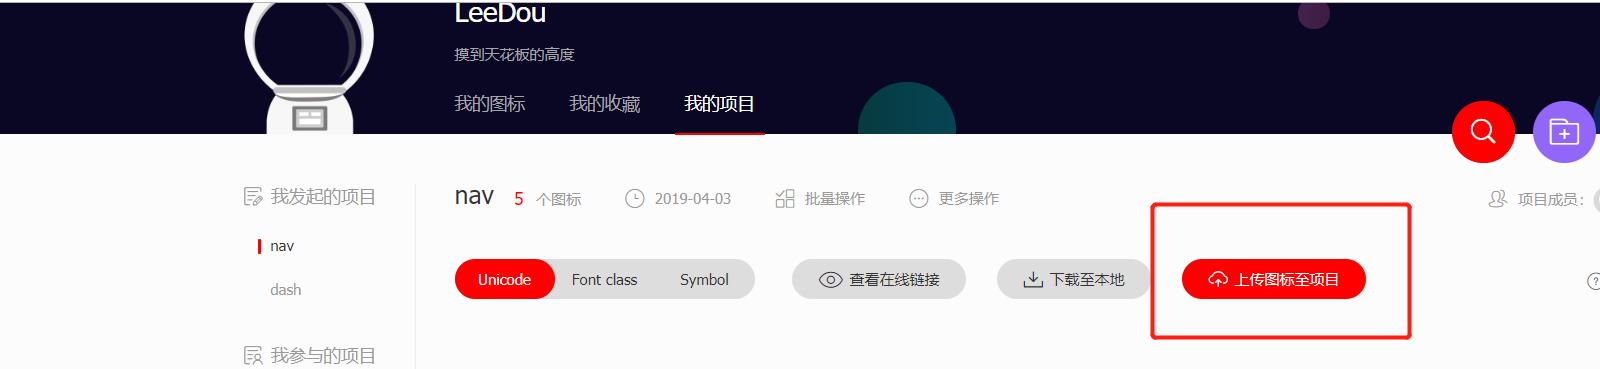 LeeDou
摸到天花板的高度
我的图标 我的收藏 我的项目
我发起的项目
nav
dash
我参与的项目
nav 5 个图标 2019-04-03 批量操作 更多操作 项目成员：
Unicode Font class Symbol 查看在线链接 下载至本地 上传图标至项目